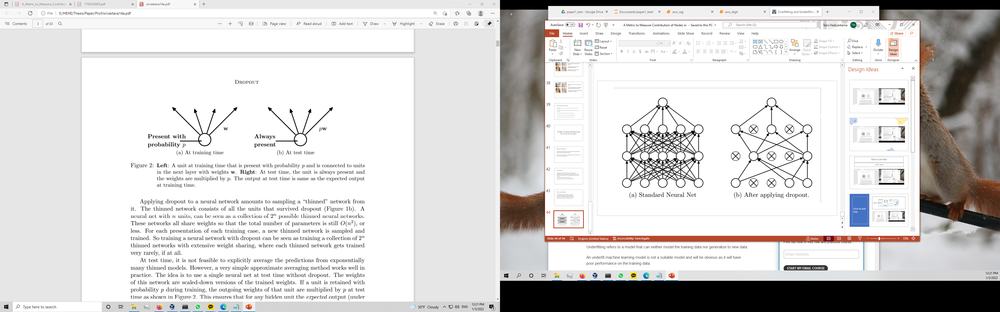 A_Metric_to_Measure_Contribut
1704.02685.pdf
srivastava14a.pdf
File
E:/HEHE/Thesis/Paper/Prof/srivastava14a.pdf
Contents
3
of 30
Page view
Read aloud
Add text
Draw
Highlight
Erase
DROPOUT
w
pw
Present with
probability p
Always
present
(a) At training time
(b) At test time
Figure 2: Left: A unit at training time that is present with probability p and is connected to units
in the next layer with weights w. Right: At test time, the unit is always present and
the weights are multiplied by p. The output at test time is same as the expected output
at training time.
Applying dropout to a neural network amounts to sampling a “thinned” network from
it. The thinned network consists of all the units that survived dropout (Figure 1b). A
neural net with n units, can be seen as a collection of 2ⁿ possible thinned neural networks.
These networks all share weights so that the total number of parameters is still O(n²), or
less. For each presentation of each training case, a new thinned network is sampled and
trained. So training a neural network with dropout can be seen as training a collection of 2ⁿ
thinned networks with extensive weight sharing, where each thinned network gets trained
very rarely, if at all.
At test time, it is not feasible to explicitly average the predictions from exponentially
many thinned models. However, a very simple approximate averaging method works well in
practice. The idea is to use a single neural net at test time without dropout. The weights
of this network are scaled-down versions of the trained weights. If a unit is retained with
probability p during training, the outgoing weights of that unit are multiplied by p at test
time as shown in Figure 2. This ensures that for any hidden unit the expected output (under
Type here to search
30°F Cloudy
ENG
12:21 PM
1/5/2022
paper1_test - Google Drive
Documents/paper1_test/
ann_reg
ann_digit
Overfitting and Underfitting
AutoSave
Off
A Metric to Measure Contribution of Nodes in - Saved to this PC
Search (Alt+Q)
Taris Hadyantama
TH
File
Home
Insert
Draw
Design
Transitions
Animations
Slide Show
Record
Review
View
Help
Share
Paste
New
Slide
Reuse
Slides
Layout
Reset
Section
44
Arrange
Quick
Styles
Shape Fill
Shape Outline
Shape Effects
Find
Replace
Select
Dictate
Design
Ideas
Clipboard
Slides
Font
Paragraph
Drawing
Editing
Voice
Designer
38
39
40
Design a dropout strategy using
the result of the paper
41
42
43
44
(a) Standard Neural Net
(b) After applying dropout.
Design Ideas
Click to add title
Click to add
title
Slide 44 of 44
English (United States)
Accessibility: Investigate
Notes
72%
Underfitting refers to a model that can neither model the training data nor generalize to new data.
An underfit machine learning model is not a suitable model and will be obvious as it will have
poor performance on the training data.
Find out how in this free and practical course.
Email Address
START MY EMAIL COURSE
12:21 PM
1/5/2022